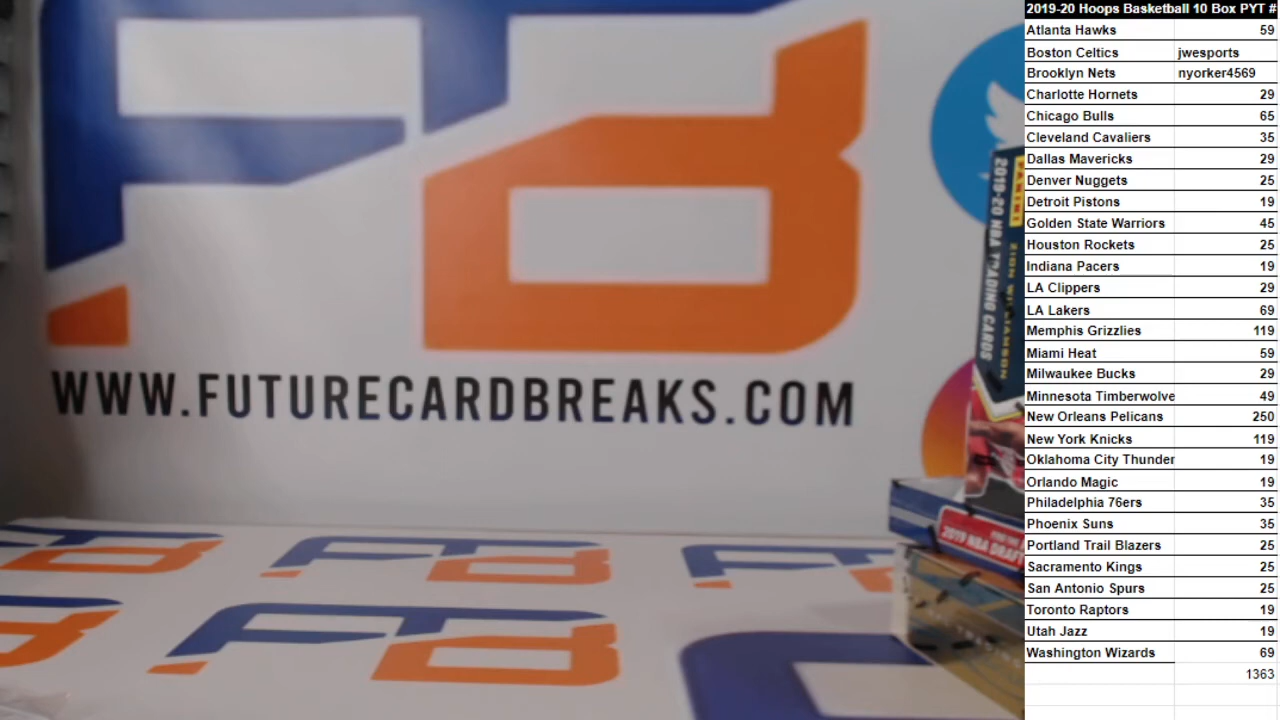 WWW.FUTURECARDBREAKS.COM
PANINI
2019-20 NBA TRADING CARDS
ZION WILLIAMSON
2019 NBA DRAFT
2019-20 Hoops Basketball 10 Box PYT #
Atlanta Hawks 59
Boston Celtics jwesports
Brooklyn Nets nyorker4569
Charlotte Hornets 29
Chicago Bulls 65
Cleveland Cavaliers 35
Dallas Mavericks 29
Denver Nuggets 25
Detroit Pistons 19
Golden State Warriors 45
Houston Rockets 25
Indiana Pacers 19
LA Clippers 29
LA Lakers 69
Memphis Grizzlies 119
Miami Heat 59
Milwaukee Bucks 29
Minnesota Timberwolve 49
New Orleans Pelicans 250
New York Knicks 119
Oklahoma City Thunder 19
Orlando Magic 19
Philadelphia 76ers 35
Phoenix Suns 35
Portland Trail Blazers 25
Sacramento Kings 25
San Antonio Spurs 25
Toronto Raptors 19
Utah Jazz 19
Washington Wizards 69
1363